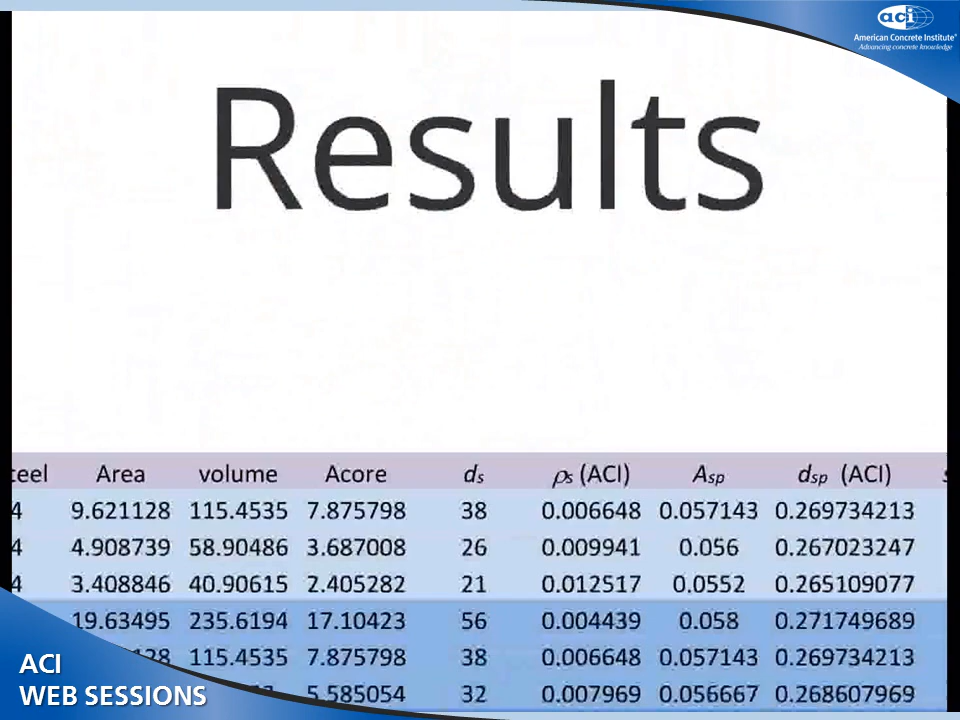 aci
American Concrete Institute®
Advancing concrete knowledge
Results
teel Area volume Acore ds ρs (ACI) Asp dsp (ACI)
4 9.621128 115.4535 7.875798 38 0.006648 0.057143 0.269734213
4 4.908739 58.90486 3.687008 26 0.009941 0.056 0.267023247
4 3.408846 40.90615 2.405282 21 0.012517 0.0552 0.265109077
19.63495 235.6194 17.10423 56 0.004439 0.058 0.271749689
128 115.4535 7.875798 38 0.006648 0.057143 0.269734213
5.585054 32 0.007969 0.056667 0.268607969
ACI
WEB SESSIONS